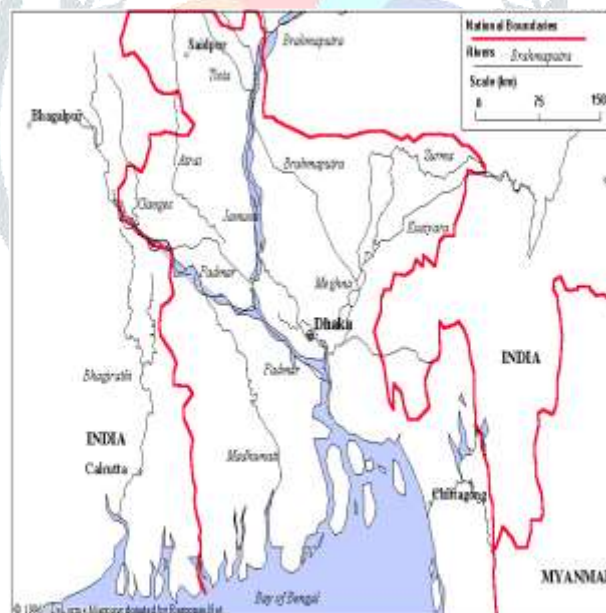 National Boundaries
Rivers Brahmaputra
Scale (km)
0 75 150
Saidpur
Brahmaputra
Tista
Bhagalpur
Atrai
Brahmaputra
Surma
Ganges
Jamuna
Kusiyara
Padma
Meghna
Dhaka
INDIA
Padma
Bhagirathi
INDIA
Madhumati
Calcutta
Chittagong
MYANMAR
Bay of Bengal